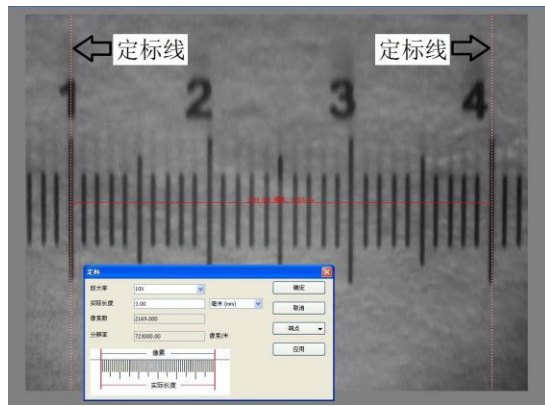 定标线 定标线
1 2 3 4
定标
放大率 10X
确定
实际长度 3.00 毫米 (mm)
取消
像素数 2169.000
端点
分辨率 723000.00 像素/米
应用
像素
实际长度